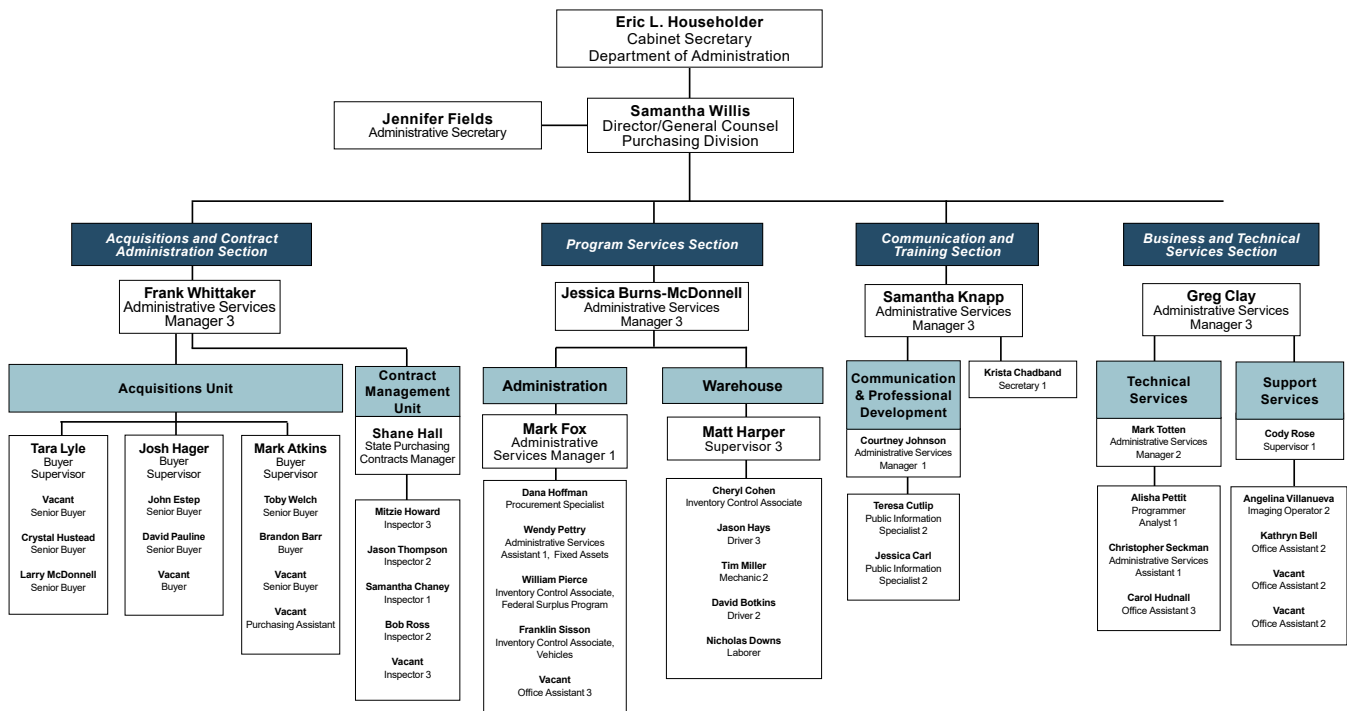 Eric L. Householder
Cabinet Secretary
Department of Administration
Jennifer Fields
Administrative Secretary
Samantha Willis
Director/General Counsel
Purchasing Division
Acquisitions and Contract
Administration Section
Frank Whittaker
Administrative Services
Manager 3
Acquisitions Unit
Tara Lyle
Buyer
Supervisor
Vacant
Senior Buyer
Crystal Hustead
Senior Buyer
Larry McDonnell
Senior Buyer
Josh Hager
Buyer
Supervisor
John Estep
Senior Buyer
David Pauline
Senior Buyer
Vacant
Buyer
Mark Atkins
Buyer
Supervisor
Toby Welch
Senior Buyer
Brandon Barr
Buyer
Vacant
Senior Buyer
Vacant
Purchasing Assistant
Contract
Management
Unit
Shane Hall
State Purchasing
Contracts Manager
Mitzie Howard
Inspector 3
Jason Thompson
Inspector 2
Samantha Chaney
Inspector 1
Bob Ross
Inspector 2
Vacant
Inspector 3
Program Services Section
Jessica Burns-McDonnell
Administrative Services
Manager 3
Administration
Mark Fox
Administrative
Services Manager 1
Dana Hoffman
Procurement Specialist
Wendy Pettry
Administrative Services
Assistant 1, Fixed Assets
William Pierce
Inventory Control Associate,
Federal Surplus Program
Franklin Sisson
Inventory Control Associate,
Vehicles
Vacant
Office Assistant 3
Warehouse
Matt Harper
Supervisor 3
Cheryl Cohen
Inventory Control Associate
Jason Hays
Driver 3
Tim Miller
Mechanic 2
David Botkins
Driver 2
Nicholas Downs
Laborer
Communication and
Training Section
Samantha Knapp
Administrative Services
Manager 3
Krista Chadband
Secretary 1
Communication
& Professional
Development
Courtney Johnson
Administrative Services
Manager 1
Teresa Cutlip
Public Information
Specialist 2
Jessica Carl
Public Information
Specialist 2
Business and Technical
Services Section
Greg Clay
Administrative Services
Manager 3
Technical
Services
Mark Totten
Administrative Services
Manager 2
Alisha Pettit
Programmer
Analyst 1
Christopher Seckman
Administrative Services
Assistant 1
Carol Hudnall
Office Assistant 3
Support
Services
Cody Rose
Supervisor 1
Angelina Villanueva
Imaging Operator 2
Kathryn Bell
Office Assistant 2
Vacant
Office Assistant 2
Vacant
Office Assistant 2